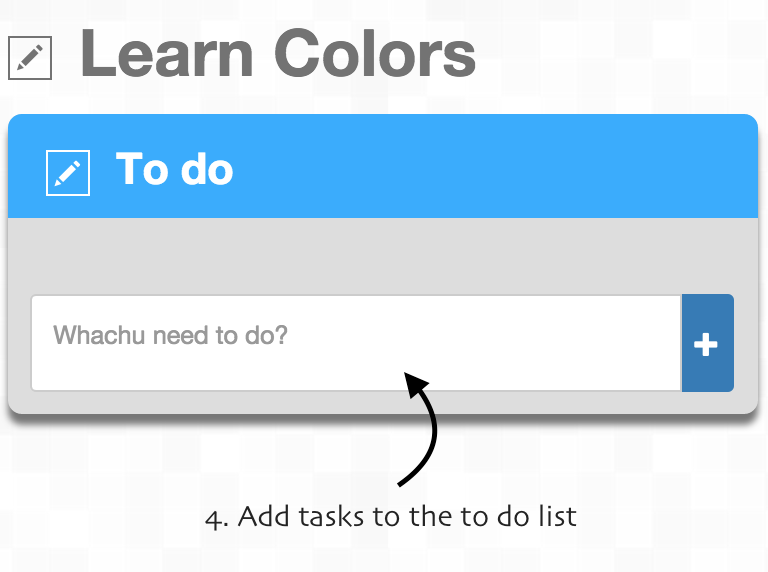 Learn Colors
To do
Whachu need to do?
4. Add tasks to the to do list